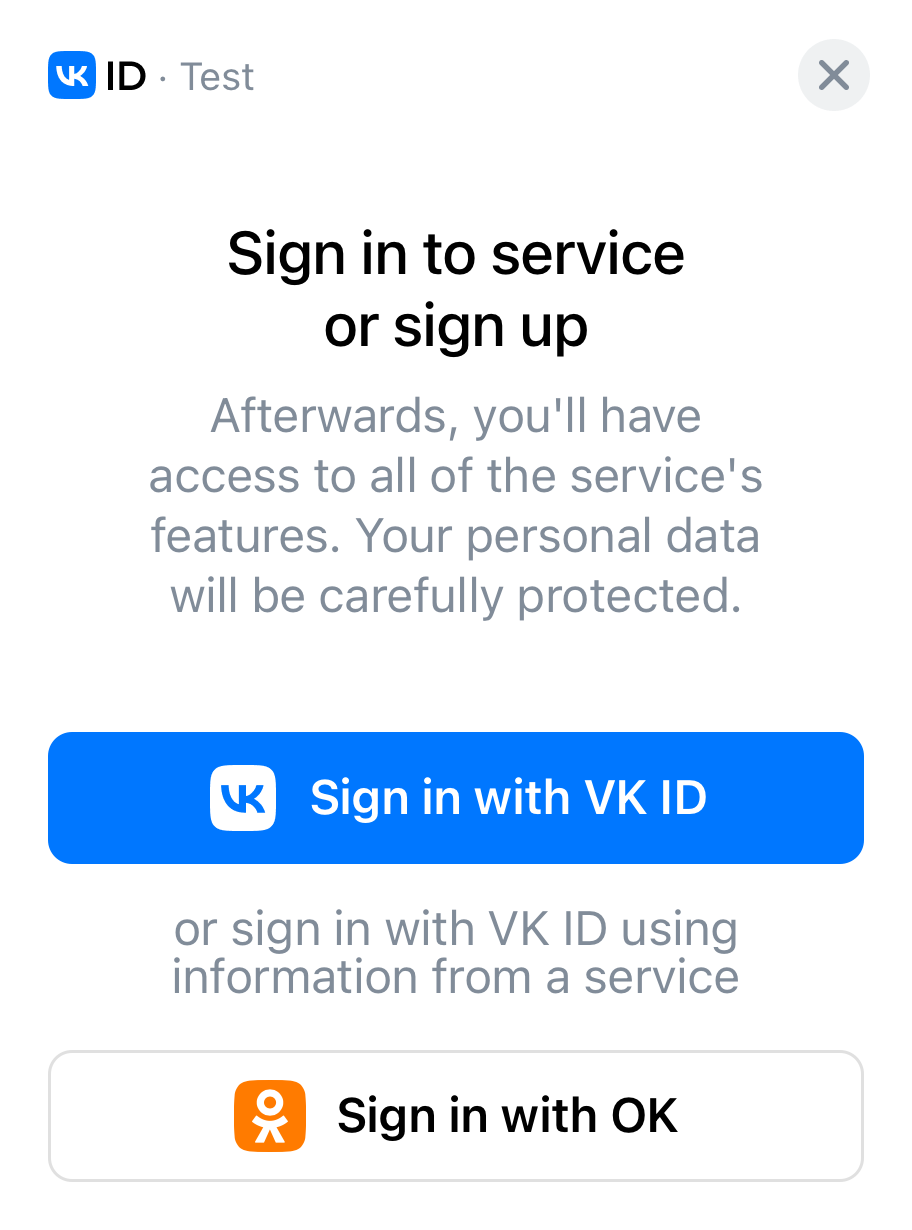 VK ID · Test
Sign in to service
or sign up
Afterwards, you'll have
access to all of the service's
features. Your personal data
will be carefully protected.
VK Sign in with VK ID
or sign in with VK ID using
information from a service
Sign in with OK